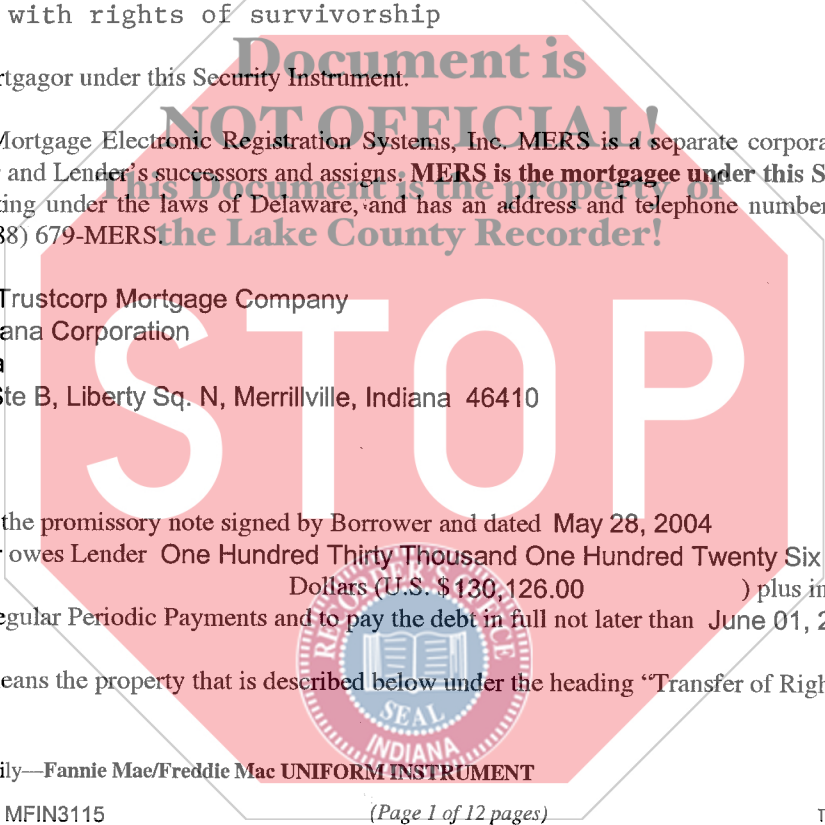 with rights of survivorship
Document is
rtgagor under this Security Instrument.
NOT OFFICIAL!
Mortgage Electronic Registration Systems, Inc. MERS is a separate corpora
and Lender's successors and assigns. MERS is the mortgagee under this S
This Document is the property of
ing under the laws of Delaware, and has an address and telephone number
88) 679-MERS.
the Lake County Recorder!
Trustcorp Mortgage Company
ana Corporation
a
Ste B, Liberty Sq. N, Merrillville, Indiana 46410
STOP
the promissory note signed by Borrower and dated May 28, 2004
r owes Lender One Hundred Thirty Thousand One Hundred Twenty Six
Dollars (U.S. $130,126.00 ) plus in
egular Periodic Payments and to pay the debt in full not later than June 01, 2
RECORDER'S OFFICE
eans the property that is described below under the heading “Transfer of Righ
SEAL
INDIANA
ily—Fannie Mae/Freddie Mac UNIFORM INSTRUMENT
MFIN3115 (Page 1 of 12 pages)